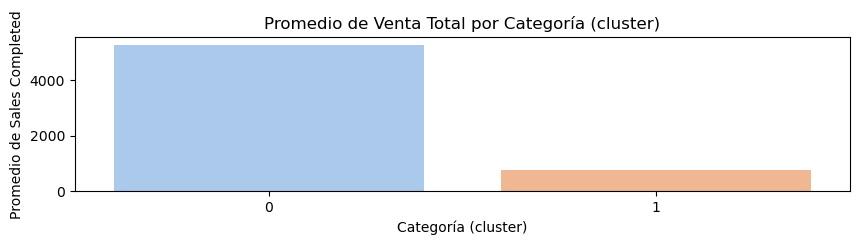 Promedio de Venta Total por Categoría (cluster)
Promedio de Sales Completed
4000
2000
0
0 1
Categoría (cluster)